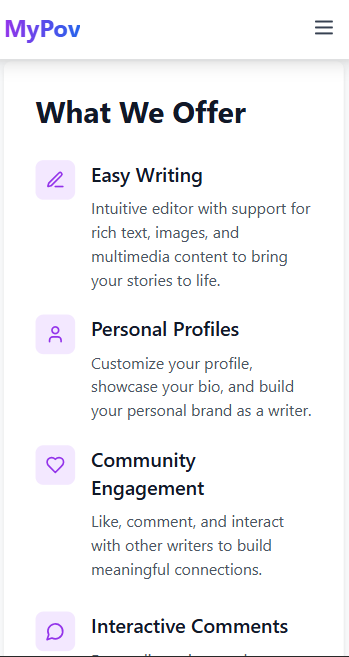 MyPov
What We Offer
Easy Writing
Intuitive editor with support for
rich text, images, and
multimedia content to bring
your stories to life.
Personal Profiles
Customize your profile,
showcase your bio, and build
your personal brand as a writer.
Community
Engagement
Like, comment, and interact
with other writers to build
meaningful connections.
Interactive Comments